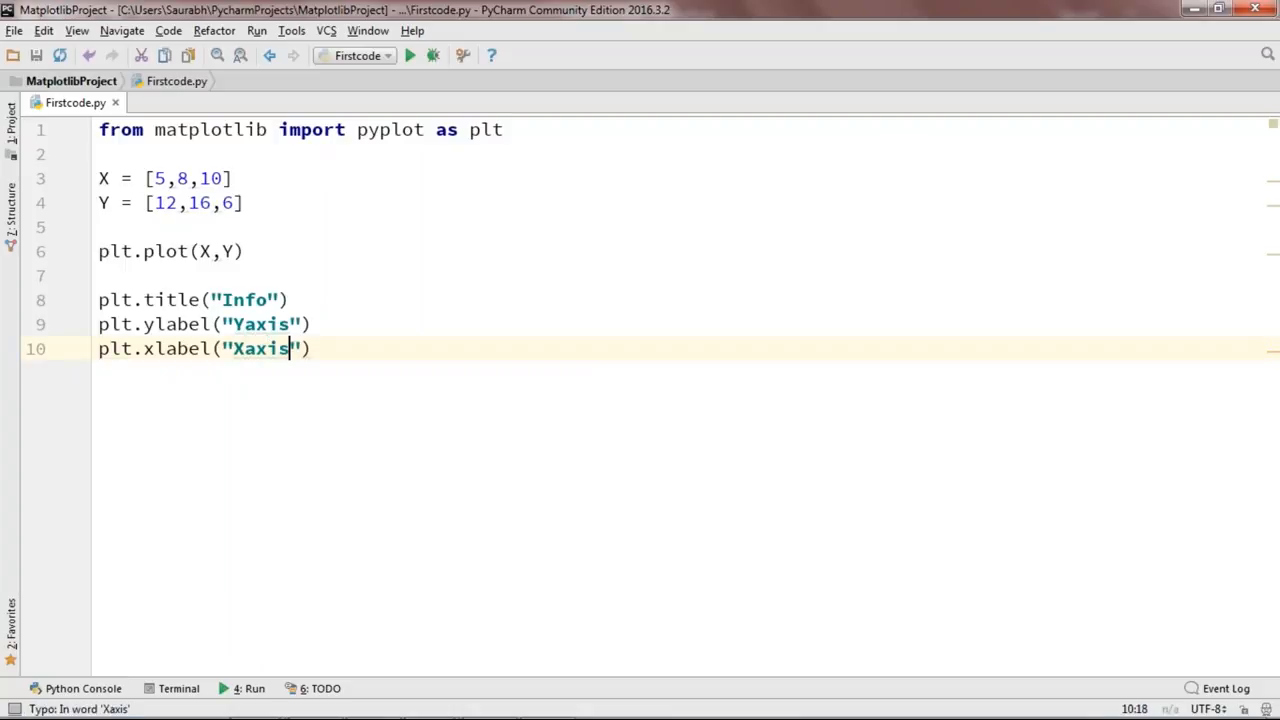 MatplotlibProject - [C:\Users\Saurabh\PycharmProjects\MatplotlibProject] - ...\Firstcode.py - PyCharm Community Edition 2016.3.2
File Edit View Navigate Code Refactor Run Tools VCS Window Help
Firstcode
MatplotlibProject Firstcode.py
Firstcode.py
1 from matplotlib import pyplot as plt
2
3 X = [5,8,10]
4 Y = [12,16,6]
5
6 plt.plot(X,Y)
7
8 plt.title("Info")
9 plt.ylabel("Yaxis")
10 plt.xlabel("Xaxis")
1: Project
Z: Structure
2: Favorites
Python Console Terminal 4: Run 6: TODO Event Log
Typo: In word 'Xaxis' 10:18 n/a UTF-8